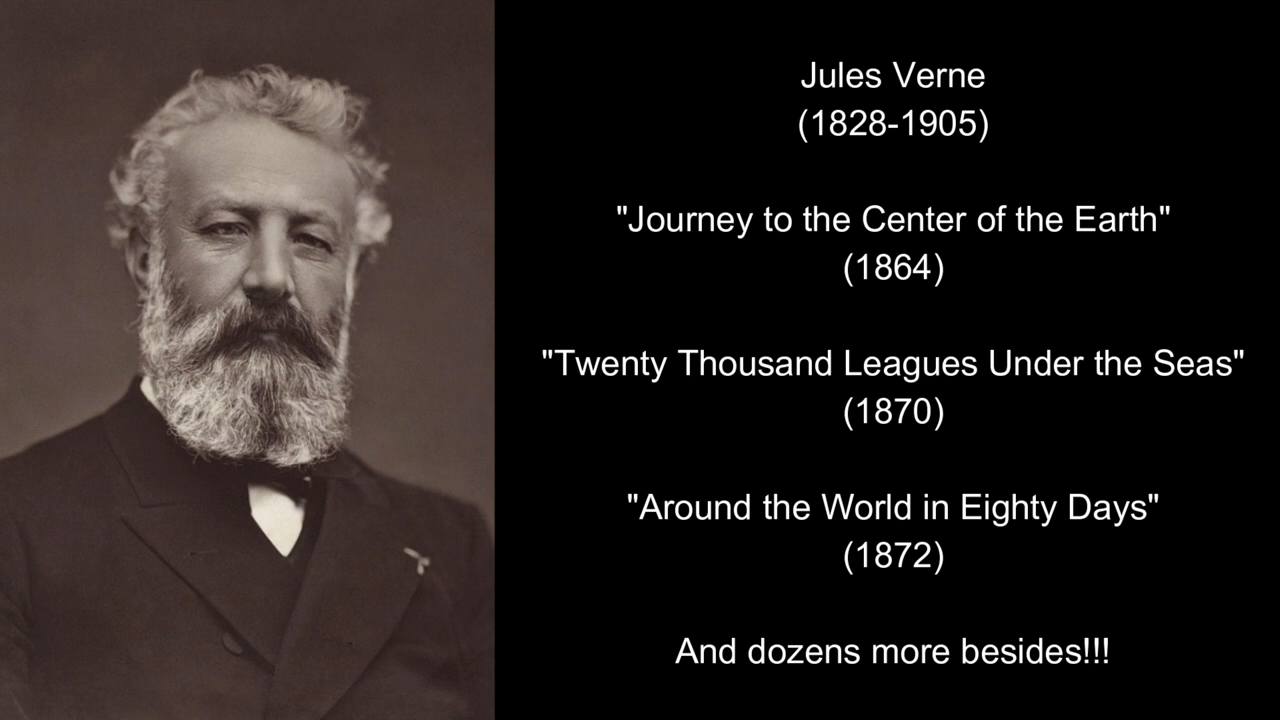 Jules Verne
(1828-1905)
"Journey to the Center of the Earth"
(1864)
"Twenty Thousand Leagues Under the Seas"
(1870)
"Around the World in Eighty Days"
(1872)
And dozens more besides!!!